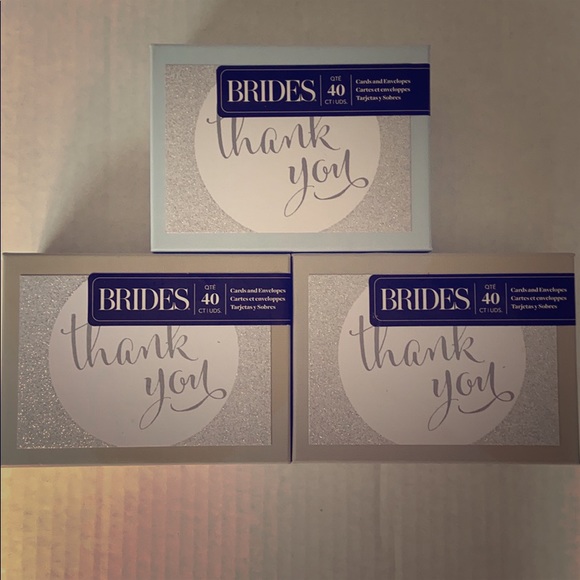 BRIDES
QTÉ
40
CT | UDS.
Cards and Envelopes
Cartes et enveloppes
Tarjetas y Sobres
thank
you
BRIDES
QTÉ
40
CT | UDS.
Cards and Envelopes
Cartes et enveloppes
Tarjetas y Sobres
thank
you
BRIDES
QTÉ
40
CT | UDS.
Cards and Envelopes
Cartes et enveloppes
Tarjetas y Sobres
thank
you